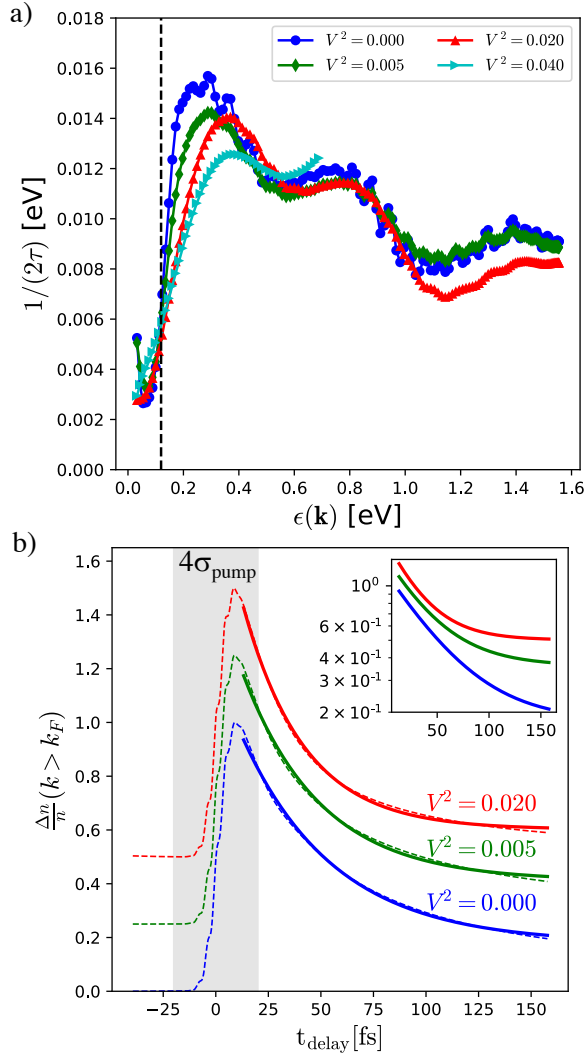 a)
V² = 0.000
V² = 0.005
V² = 0.020
V² = 0.040
0.018
0.016
0.014
0.012
0.010
0.008
0.006
0.004
0.002
0.000
1/(2τ) [eV]
0.0 0.2 0.4 0.6 0.8 1.0 1.2 1.4 1.6
ϵ(k) [eV]
b)
4σpump
1.6
1.4
1.2
1.0
0.8
0.6
0.4
0.2
0.0
Δn/n (k > kF)
10⁰
6 × 10⁻¹
4 × 10⁻¹
3 × 10⁻¹
2 × 10⁻¹
50 100 150
V² = 0.020
V² = 0.005
V² = 0.000
−25 0 25 50 75 100 125 150
tdelay[fs]